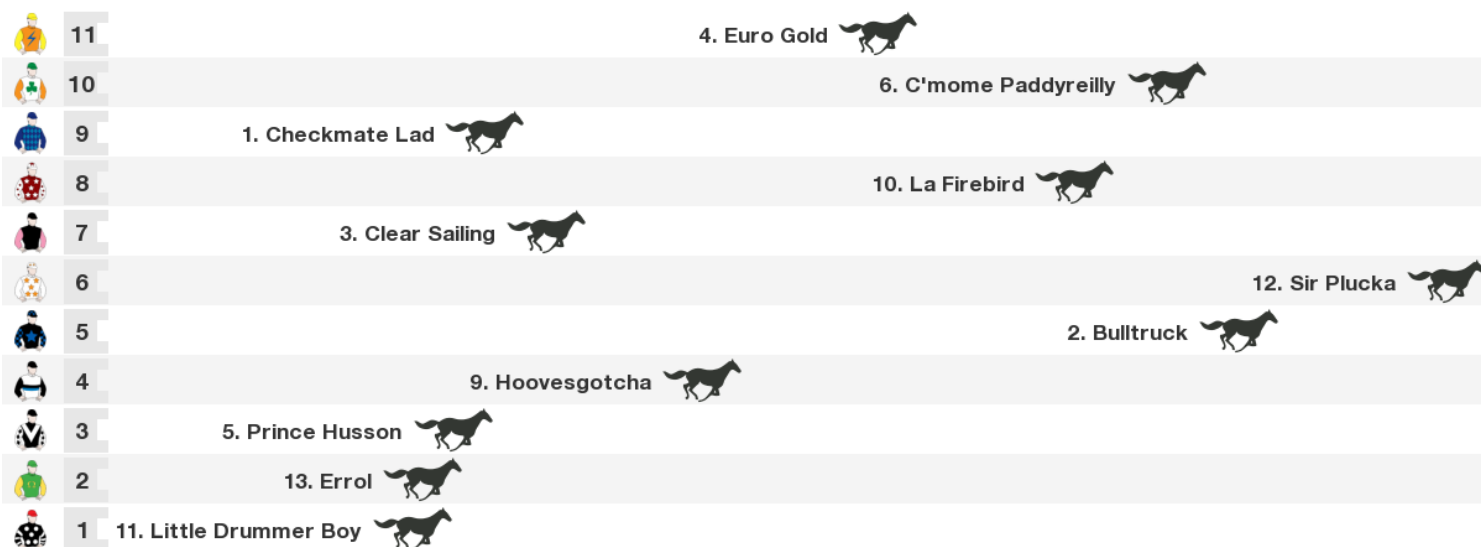 11 4. Euro Gold
10 6. C'mome Paddyreilly
9 1. Checkmate Lad
8 10. La Firebird
7 3. Clear Sailing
6 12. Sir Plucka
5 2. Bulltruck
4 9. Hoovesgotcha
3 5. Prince Husson
2 13. Errol
1 11. Little Drummer Boy